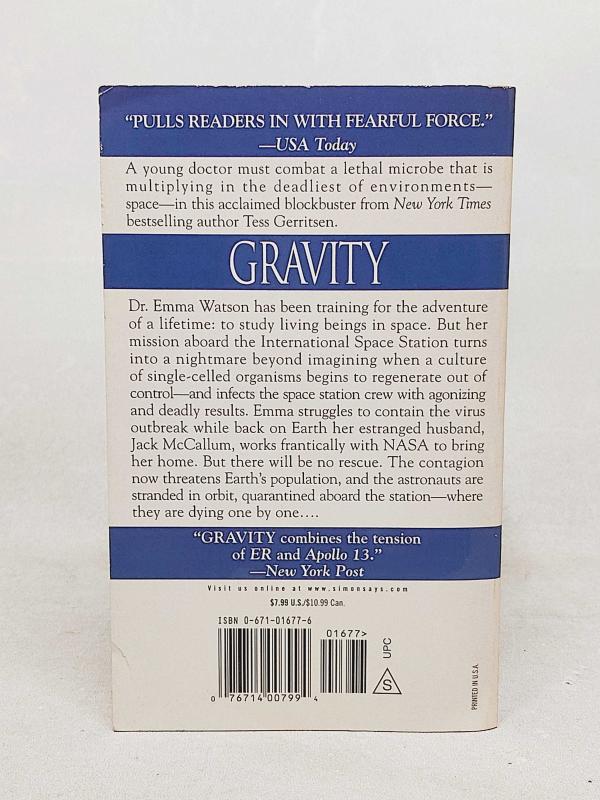 “PULLS READERS IN WITH FEARFUL FORCE.”
—USA Today
A young doctor must combat a lethal microbe that is
multiplying in the deadliest of environments—
space—in this acclaimed blockbuster from New York Times
bestselling author Tess Gerritsen.
GRAVITY
Dr. Emma Watson has been training for the adventure
of a lifetime: to study living beings in space. But her
mission aboard the International Space Station turns
into a nightmare beyond imagining when a culture
of single-celled organisms begins to regenerate out of
control—and infects the space station crew with agonizing
and deadly results. Emma struggles to contain the virus
outbreak while back on Earth her estranged husband,
Jack McCallum, works frantically with NASA to bring
her home. But there will be no rescue. The contagion
now threatens Earth’s population, and the astronauts are
stranded in orbit, quarantined aboard the station—where
they are dying one by one....
“GRAVITY combines the tension
of ER and Apollo 13.”
—New York Post
Visit us online at www.simonsays.com
$7.99 U.S./$10.99 Can.
ISBN 0-671-01677-6
01677>
0 76714 00799 4
UPC
S
PRINTED IN U.S.A.